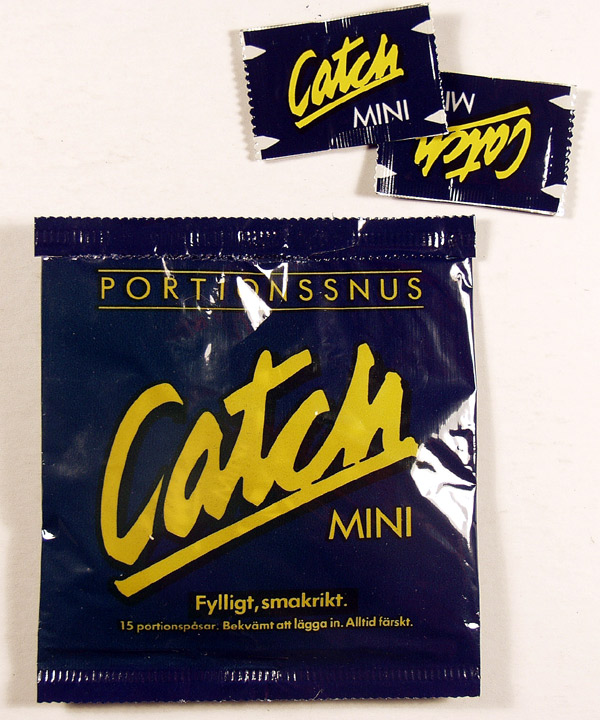 Catch
MINI
Catch
MINI
PORTIONSSNUS
Catch
MINI
Fylligt, smakrikt.
15 portionspåsar. Bekvämt att lägga in. Alltid färskt.